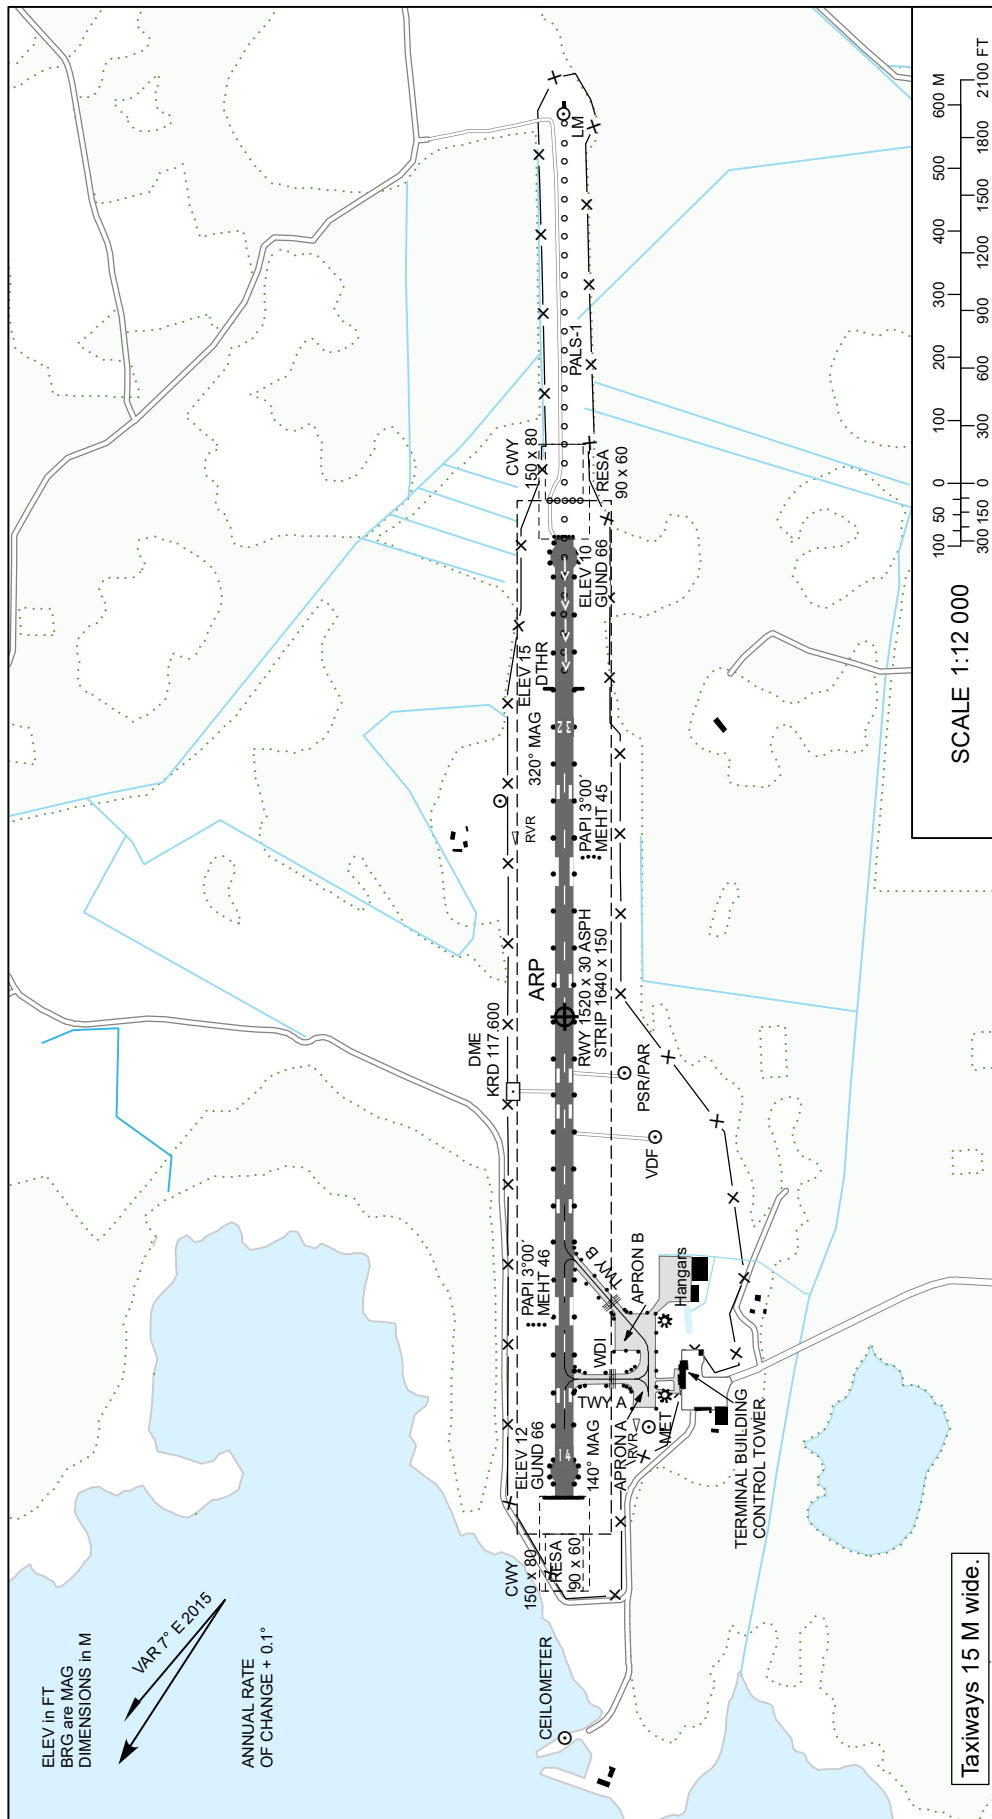 ELEV in FT
BRG are MAG
DIMENSIONS in M
VAR 7° E 2015
ANNUAL RATE
OF CHANGE + 0.1°
CEILOMETER
CWY
150 x 80
RESA
90 x 60
ELEV 12
GUND 66
14
140° MAG
PAPI 3°00´
MEHT 46
TWY A
WDI
TWY B
APRON A
RVR
MET
APRON B
Hangars
TERMINAL BUILDING
CONTROL TOWER
DME
KRD 117.600
VDF
PSR/PAR
ARP
RWY 1520 x 30 ASPH
STRIP 1640 x 150
RVR
PAPI 3°00´
MEHT 45
320° MAG
32
ELEV 15
DTHR
ELEV 10
GUND 66
CWY
150 x 80
RESA
90 x 60
PALS-1
LM
Taxiways 15 M wide.
SCALE 1:12 000
100 50 0 100 200 300 400 500 600 M
300 150 0 300 600 900 1200 1500 1800 2100 FT